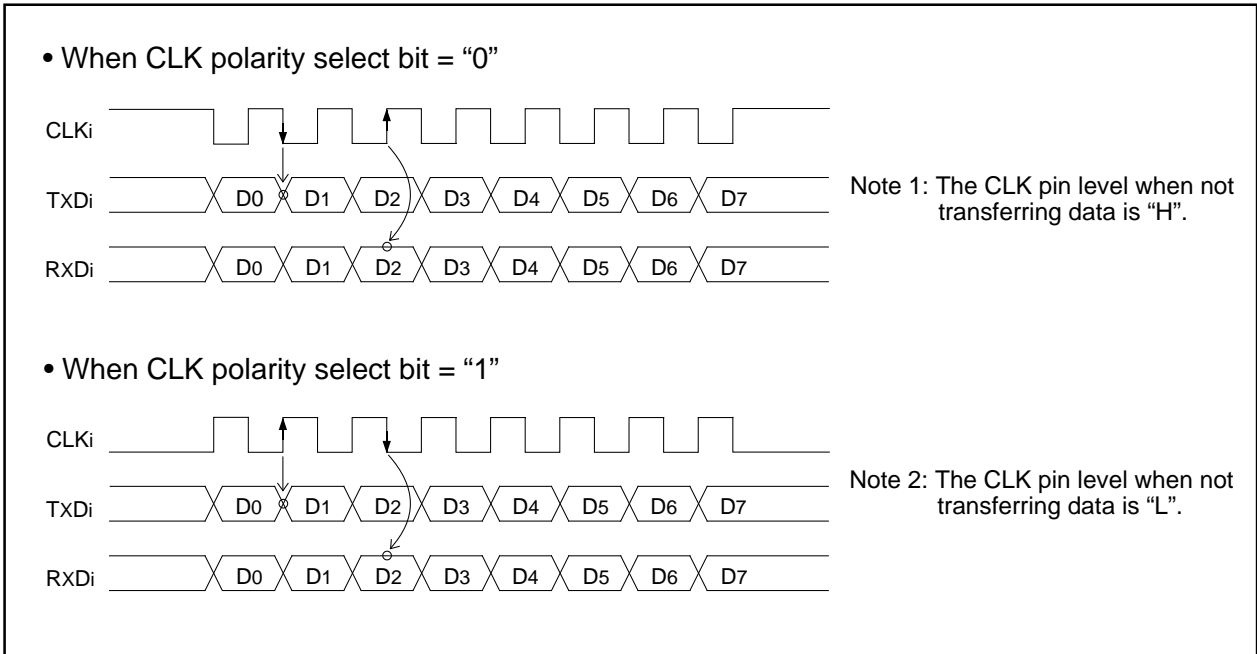 • When CLK polarity select bit = “0”
CLKi
TXDi
D0 D1 D2 D3 D4 D5 D6 D7
RXDi
D0 D1 D2 D3 D4 D5 D6 D7
Note 1: The CLK pin level when not
transferring data is “H”.
• When CLK polarity select bit = “1”
CLKi
TXDi
D0 D1 D2 D3 D4 D5 D6 D7
RXDi
D0 D1 D2 D3 D4 D5 D6 D7
Note 2: The CLK pin level when not
transferring data is “L”.